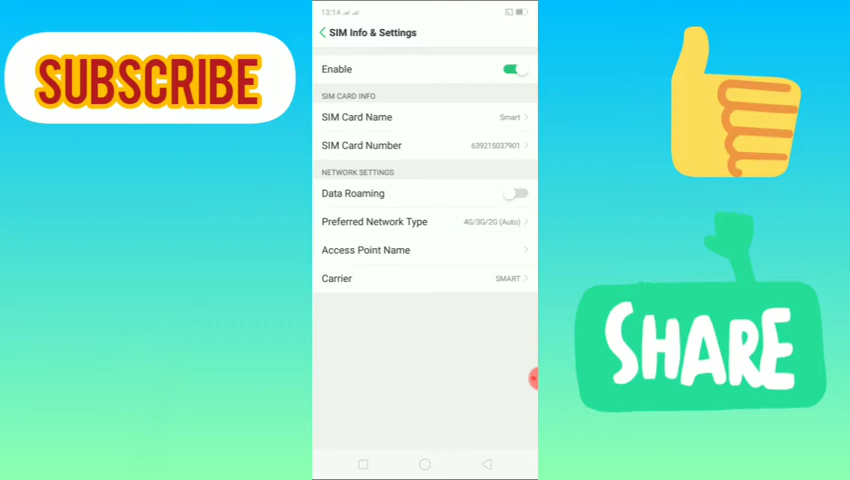 SUBSCRIBE
13:14
SIM Info & Settings
Enable
SIM CARD INFO
SIM Card Name Smart
SIM Card Number 639215037901
NETWORK SETTINGS
Data Roaming
Preferred Network Type 4G/3G/2G (Auto)
Access Point Name
Carrier SMART
SHARE